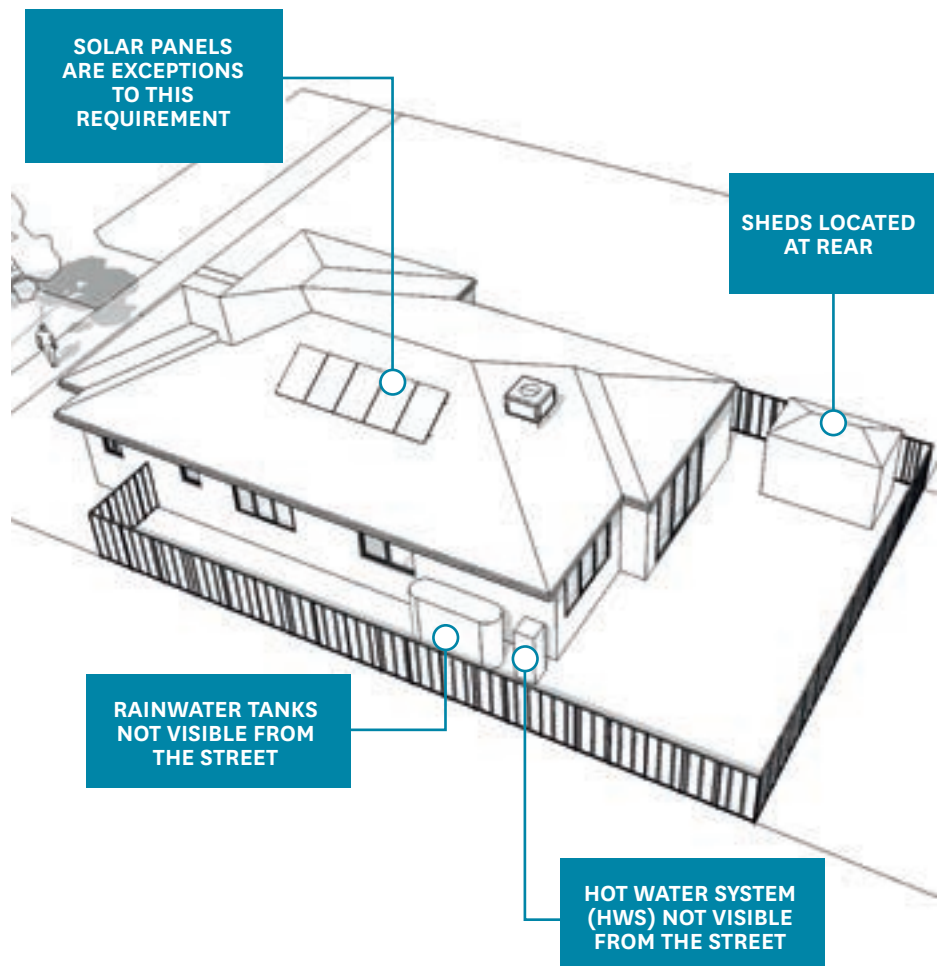 SOLAR PANELS
ARE EXCEPTIONS
TO THIS
REQUIREMENT
SHEDS LOCATED
AT REAR
RAINWATER TANKS
NOT VISIBLE FROM
THE STREET
HOT WATER SYSTEM
(HWS) NOT VISIBLE
FROM THE STREET